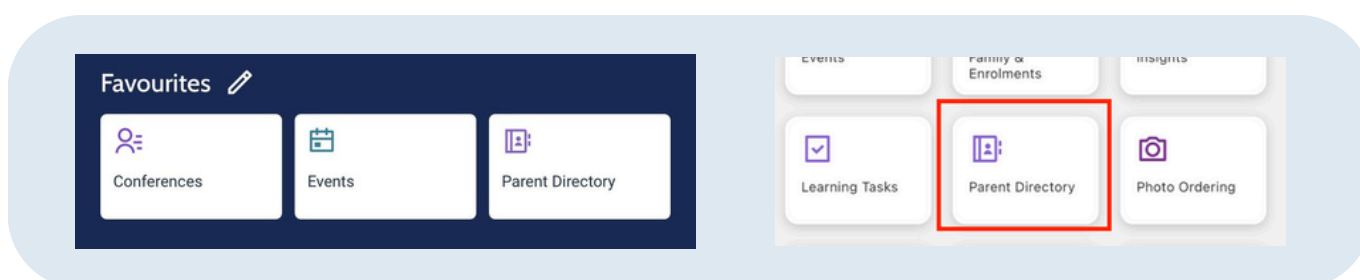 Favourites
Conferences
Events
Parent Directory
Events
Family &
Enrolments
Insights
Learning Tasks
Parent Directory
Photo Ordering